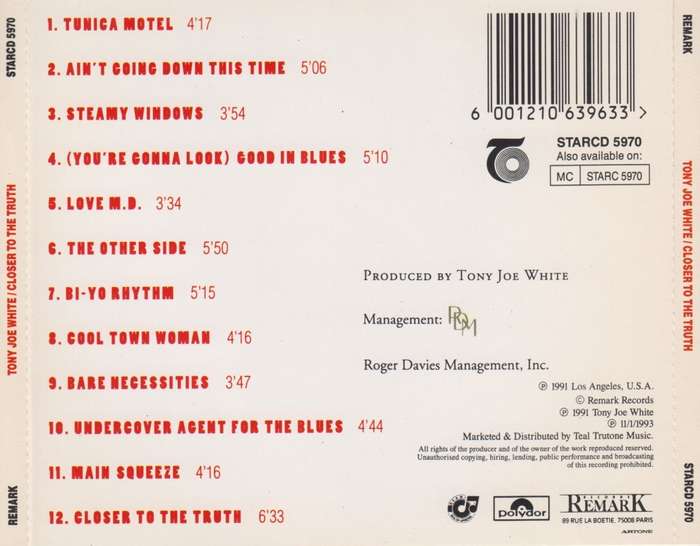 STARCD 5970
TONY JOE WHITE/CLOSER TO THE TRUTH
REMARK
1. TUNICA MOTEL 4'17
2. AIN'T GOING DOWN THIS TIME 5'06
3. STEAMY WINDOWS 3'54
4. (YOU'RE GONNA LOOK) GOOD IN BLUES 5'10
5. LOVE M.D. 3'34
6. THE OTHER SIDE 5'50
7. BI-YO RHYTHM 5'15
8. COOL TOWN WOMAN 4'16
9. BARE NECESSITIES 3'47
10. UNDERCOVER AGENT FOR THE BLUES 4'44
11. MAIN SQUEEZE 4'16
12. CLOSER TO THE TRUTH 6'33
6 001210 639633 >
STARCD 5970
Also available on:
MC STARC 5970
PRODUCED BY TONY JOE WHITE
Management: RDM
Roger Davies Management, Inc.
℗ 1991 Los Angeles, U.S.A.
© Remark Records
℗ 1991 Tony Joe White
℗ 11/1/1993
Marketed & Distributed by Teal Trutone Music.
All rights of the producer and of the owner of the work reproduced reserved.
Unauthorised copying, hiring, lending, public performance and broadcasting
of this recording prohibited.
polydor
RECORDS
REMARK
89 RUE LA BOETIE. 75008 PARIS
ARTONE
REMARK
TONY JOE WHITE/CLOSER TO THE TRUTH
STARCD 5970